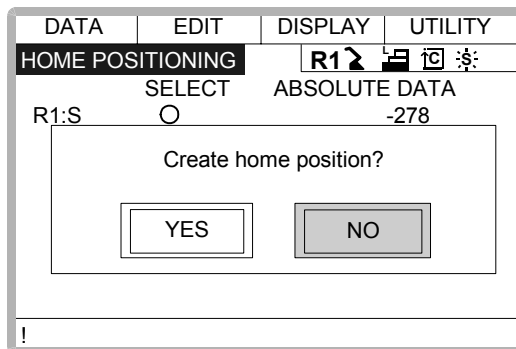 DATA EDIT DISPLAY UTILITY
HOME POSITIONING R1 L C S
SELECT ABSOLUTE DATA
R1:S -278
Create home position?
YES NO
!